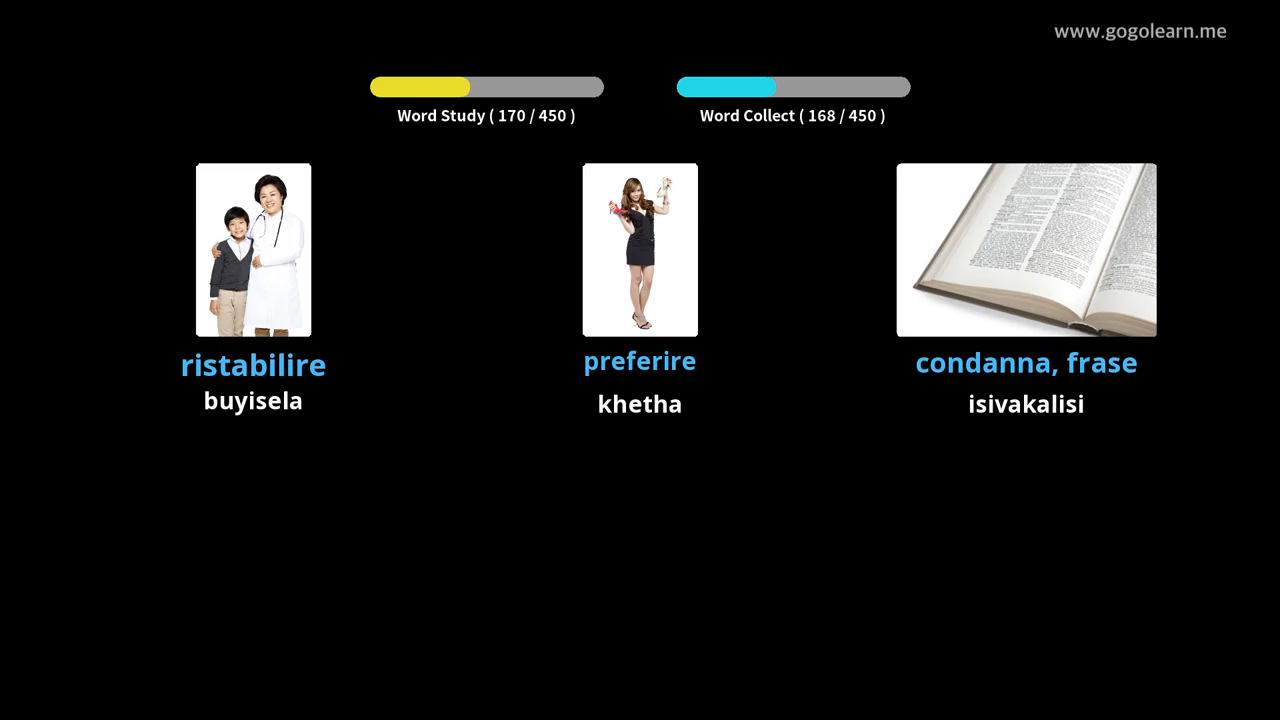 www.gogolearn.me
Word Study ( 170 / 450 )
Word Collect ( 168 / 450 )
ristabilire
buyisela
preferire
khetha
condanna, frase
isivakalisi